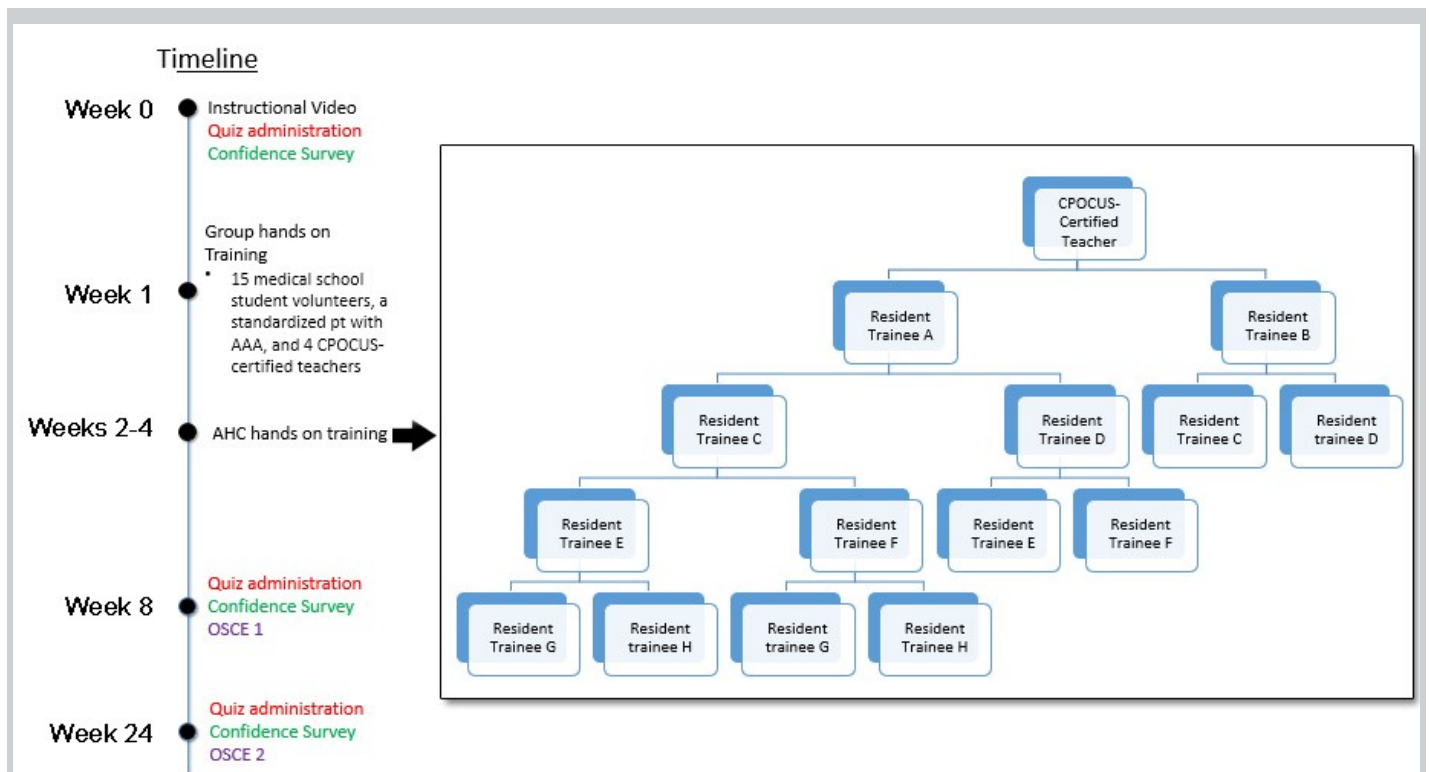 Timeline
Week 0
Instructional Video
Quiz administration
Confidence Survey
Week 1
Group hands on
Training
• 15 medical school
student volunteers, a
standardized pt with
AAA, and 4 CPOCUS-
certified teachers
Weeks 2-4
AHC hands on training
Week 8
Quiz administration
Confidence Survey
OSCE 1
Week 24
Quiz administration
Confidence Survey
OSCE 2
CPOCUS-
Certified
Teacher
Resident
Trainee A
Resident
Trainee B
Resident
Trainee C
Resident
Trainee D
Resident
Trainee C
Resident
trainee D
Resident
Trainee E
Resident
Trainee F
Resident
Trainee E
Resident
Trainee F
Resident
Trainee G
Resident
trainee H
Resident
trainee G
Resident
Trainee H